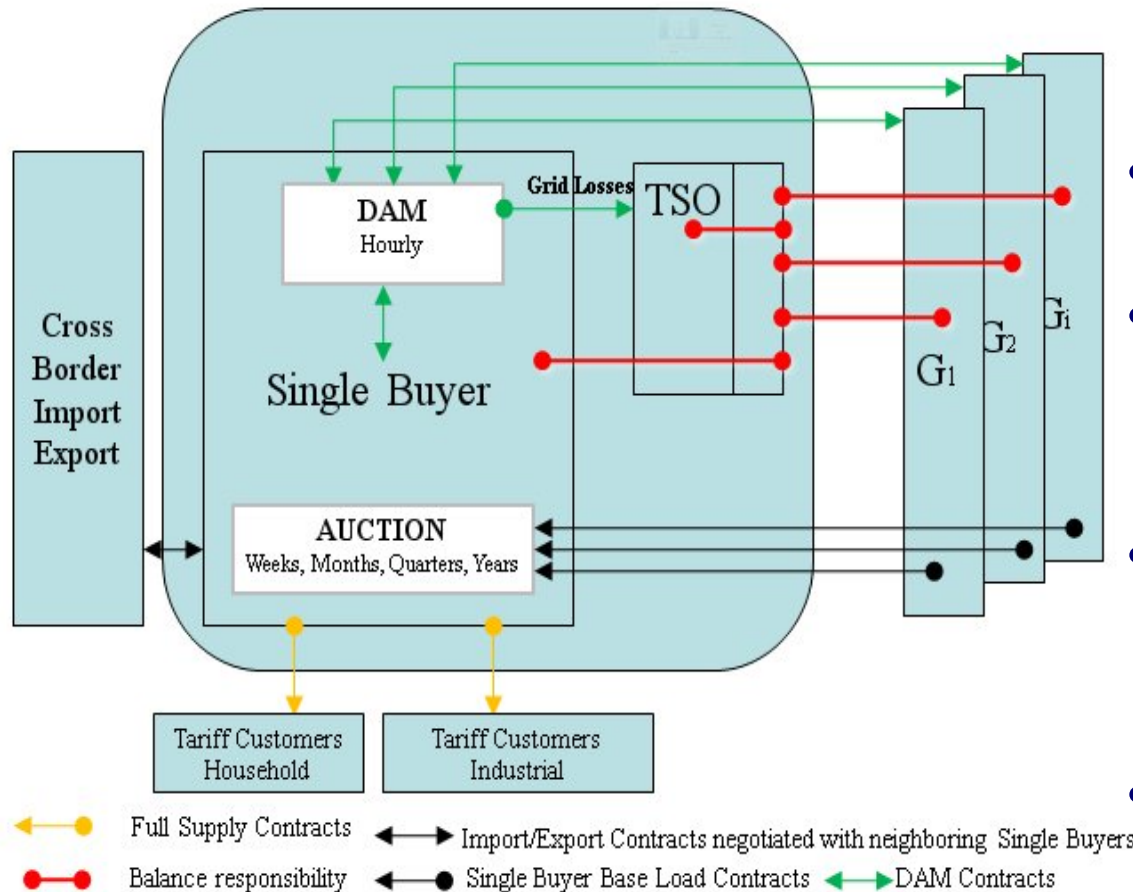 Grid Losses
TSO
DAM
Hourly
Cross
Border
Import
Export
Single Buyer
G1
G2
Gi
AUCTION
Weeks, Months, Quarters, Years
Tariff Customers
Household
Tariff Customers
Industrial
Full Supply Contracts
Import/Export Contracts negotiated with neighboring Single Buyers
Balance responsibility
Single Buyer Base Load Contracts
DAM Contracts